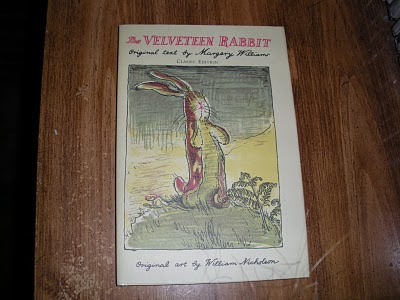 The VELVETEEN RABBIT
Original text by Margery Williams
CLASSIC EDITION
Original art by William Nicholson